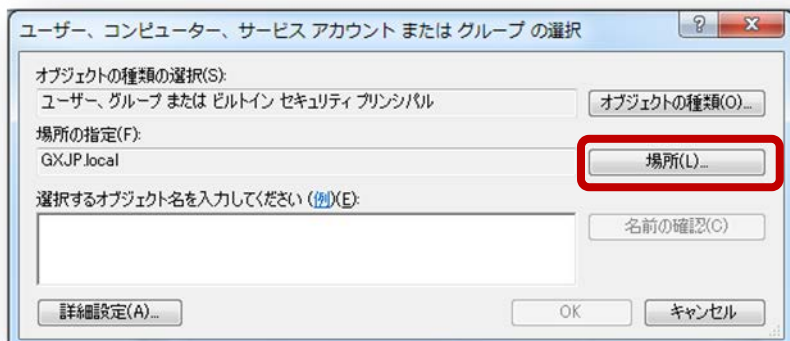 ユーザー、コンピューター、サービス アカウント または グループ の選択
オブジェクトの種類の選択(S):
ユーザー、グループ または ビルトイン セキュリティ プリンシパル
オブジェクトの種類(O)...
場所の指定(F):
GXJP.local
場所(L)...
選択するオブジェクト名を入力してください (例)(E):
名前の確認(C)
詳細設定(A)...
OK
キャンセル